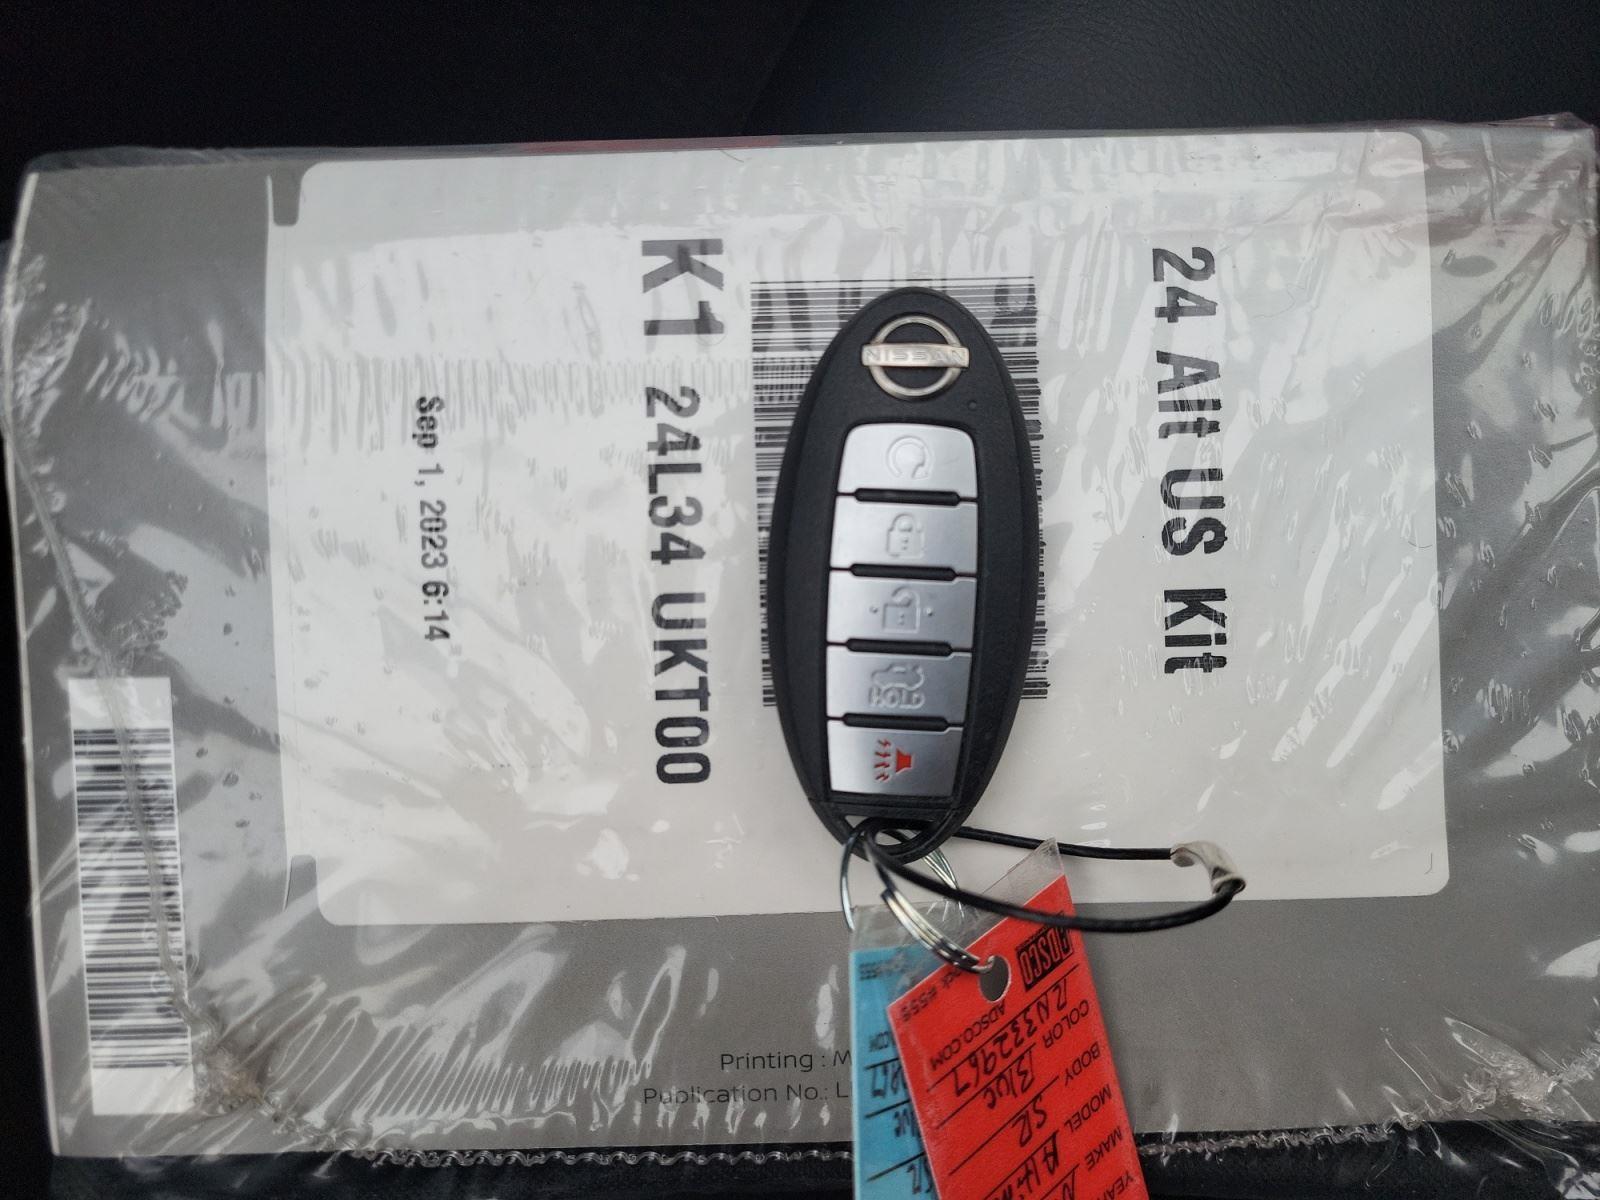 24 Alt US Kit
K1 24L34 UKT00
Sep 1, 2023 6:14
NISSAN
Printing : M
Publication No.: L
ADSCO
ADSCO.COM
RN332967
COLOR Blue
BODY SR
MODEL
MAKE
YEAR